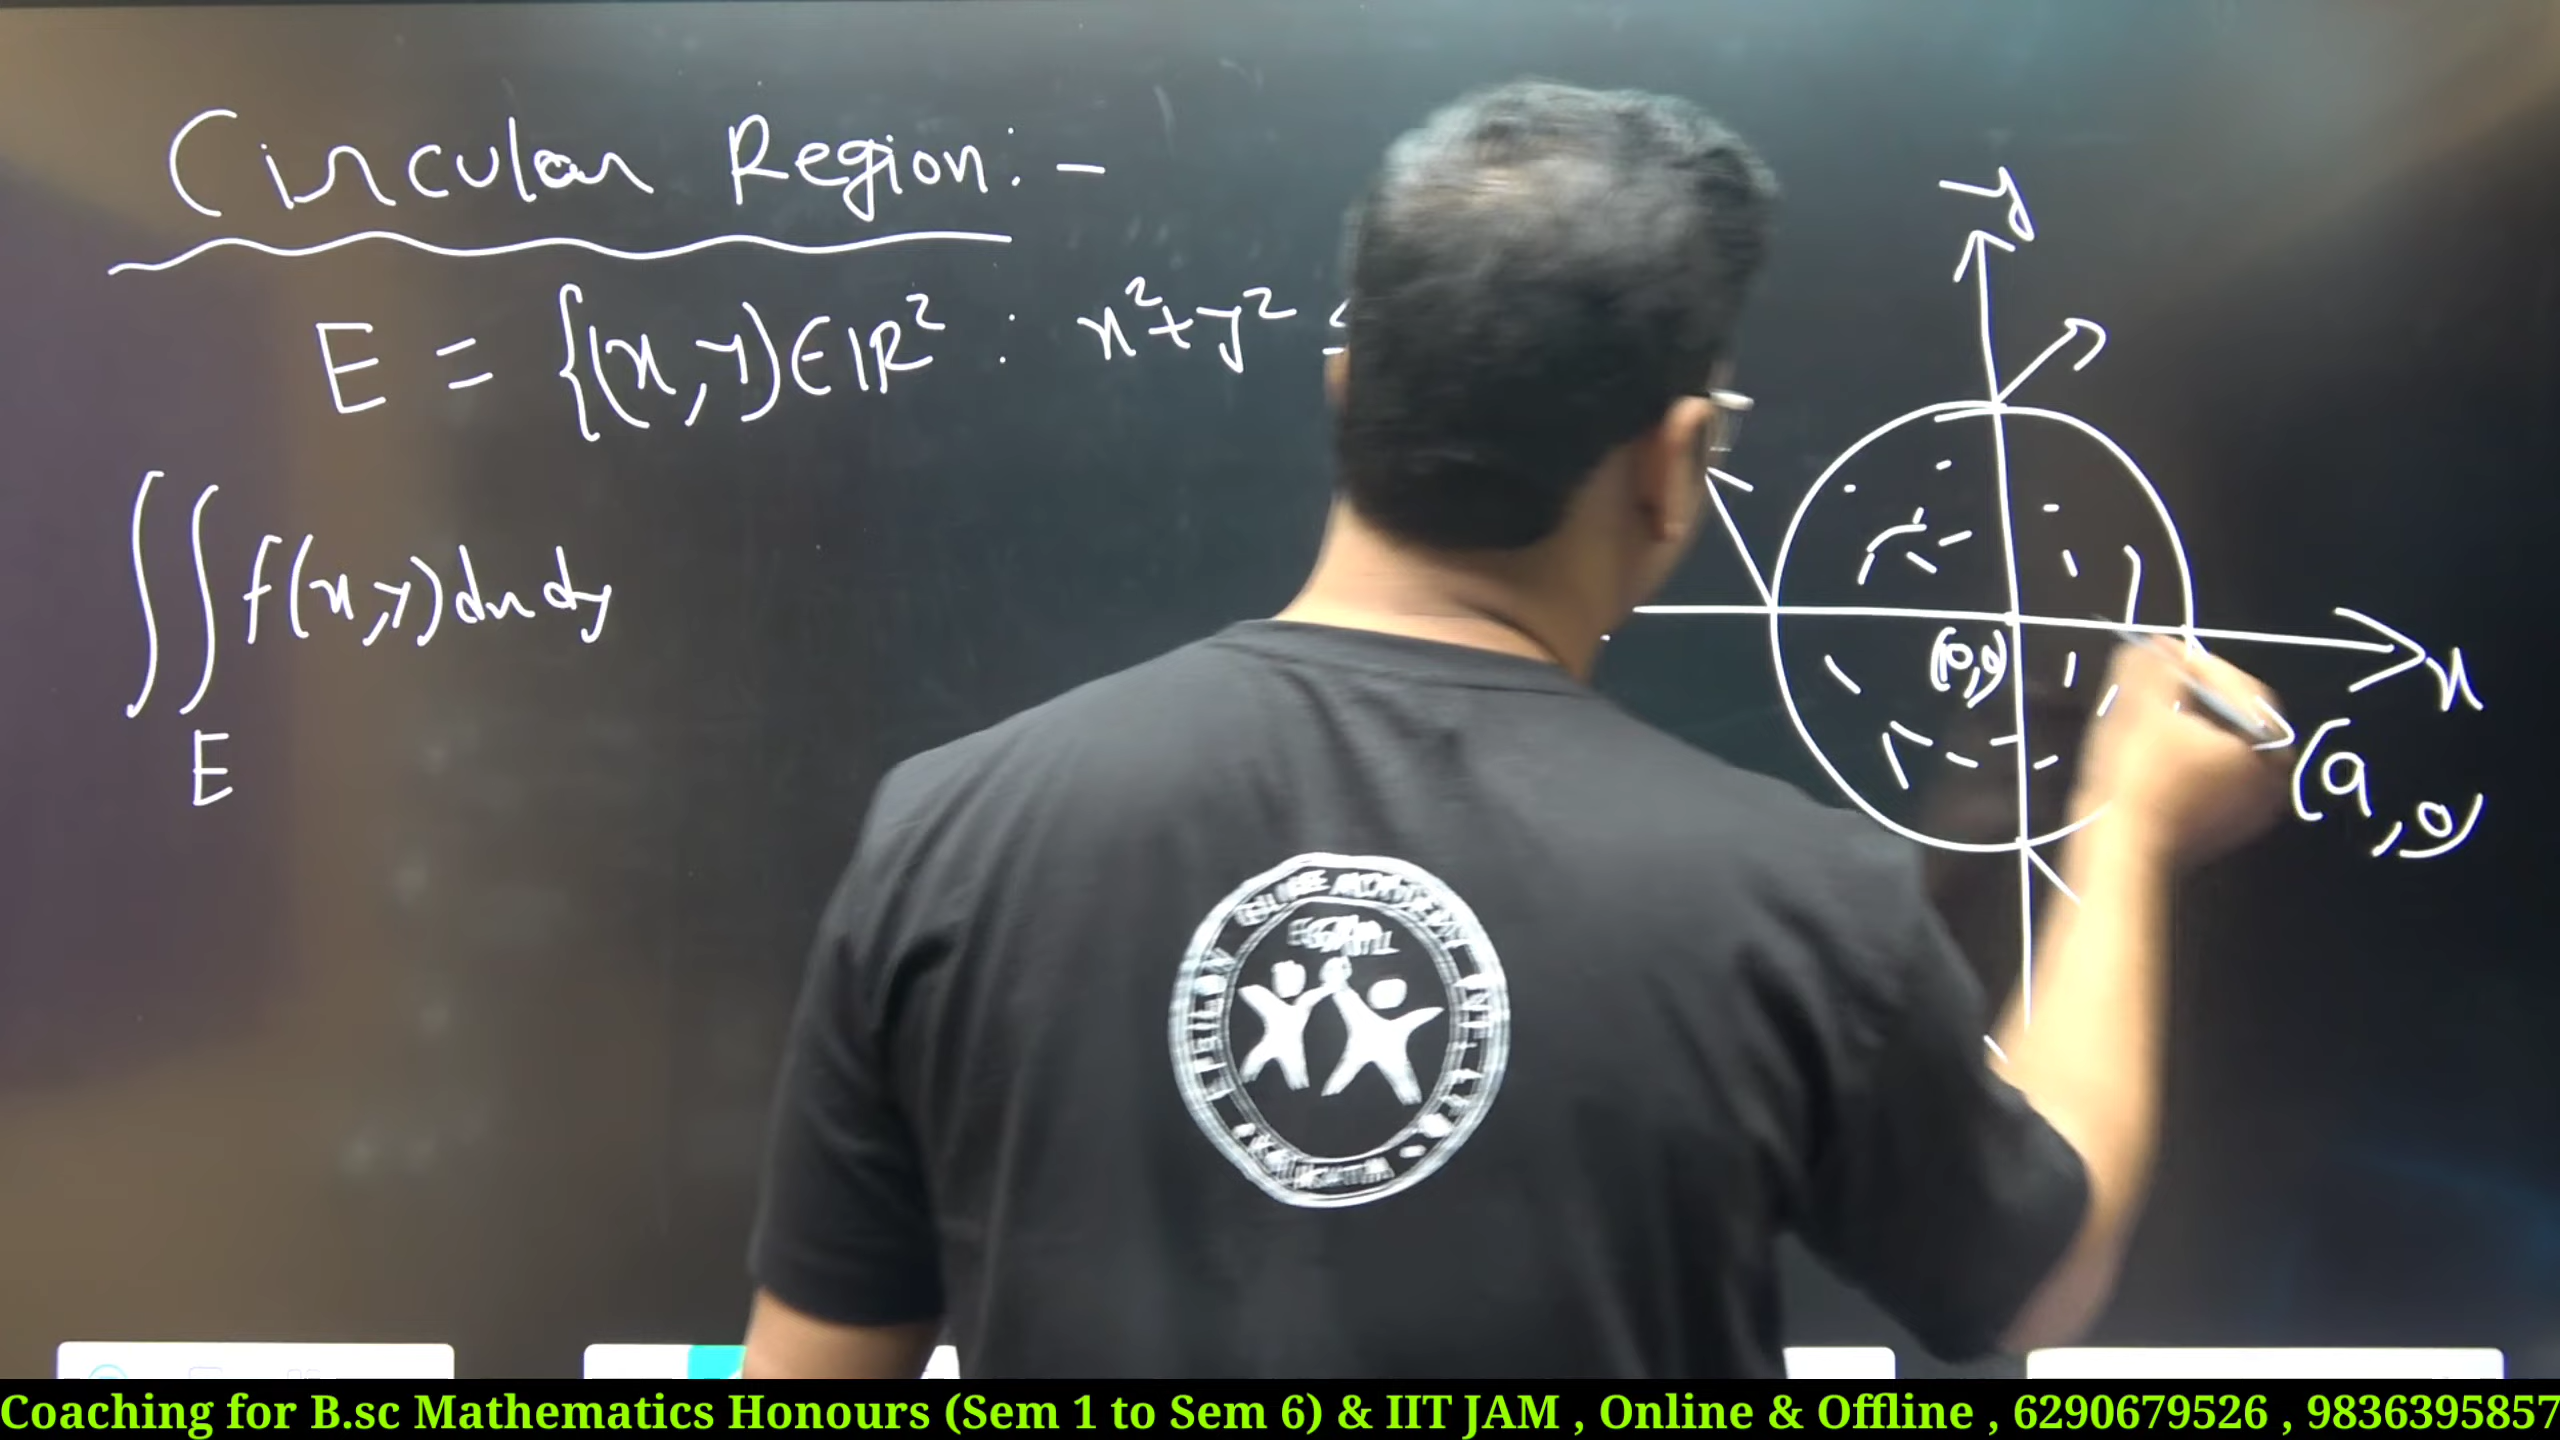 Circular Region:-
E = {(x,y)∈ℝ² : x²+y² ≤
∬ f(x,y)dxdy
E
y
(0,0)
x
(a,0)
Coaching for B.sc Mathematics Honours (Sem 1 to Sem 6) & IIT JAM , Online & Offline , 6290679526 , 9836395857